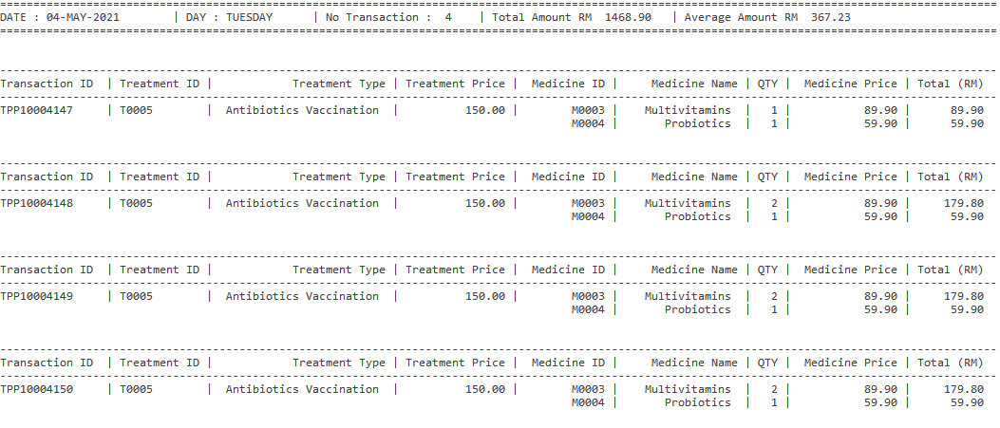 DATE : 04-MAY-2021 | DAY : TUESDAY | No Transaction : 4 | Total Amount RM 1468.90 | Average Amount RM 367.23
Transaction ID | Treatment ID | Treatment Type | Treatment Price | Medicine ID | Medicine Name | QTY | Medicine Price | Total (RM)
TPP10004147 | T0005 | Antibiotics Vaccination | 150.00 | M0003 | Multivitamins | 1 | 89.90 | 89.90
M0004 | Probiotics | 1 | 59.90 | 59.90
Transaction ID | Treatment ID | Treatment Type | Treatment Price | Medicine ID | Medicine Name | QTY | Medicine Price | Total (RM)
TPP10004148 | T0005 | Antibiotics Vaccination | 150.00 | M0003 | Multivitamins | 2 | 89.90 | 179.80
M0004 | Probiotics | 1 | 59.90 | 59.90
Transaction ID | Treatment ID | Treatment Type | Treatment Price | Medicine ID | Medicine Name | QTY | Medicine Price | Total (RM)
TPP10004149 | T0005 | Antibiotics Vaccination | 150.00 | M0003 | Multivitamins | 2 | 89.90 | 179.80
M0004 | Probiotics | 1 | 59.90 | 59.90
Transaction ID | Treatment ID | Treatment Type | Treatment Price | Medicine ID | Medicine Name | QTY | Medicine Price | Total (RM)
TPP10004150 | T0005 | Antibiotics Vaccination | 150.00 | M0003 | Multivitamins | 2 | 89.90 | 179.80
M0004 | Probiotics | 1 | 59.90 | 59.90